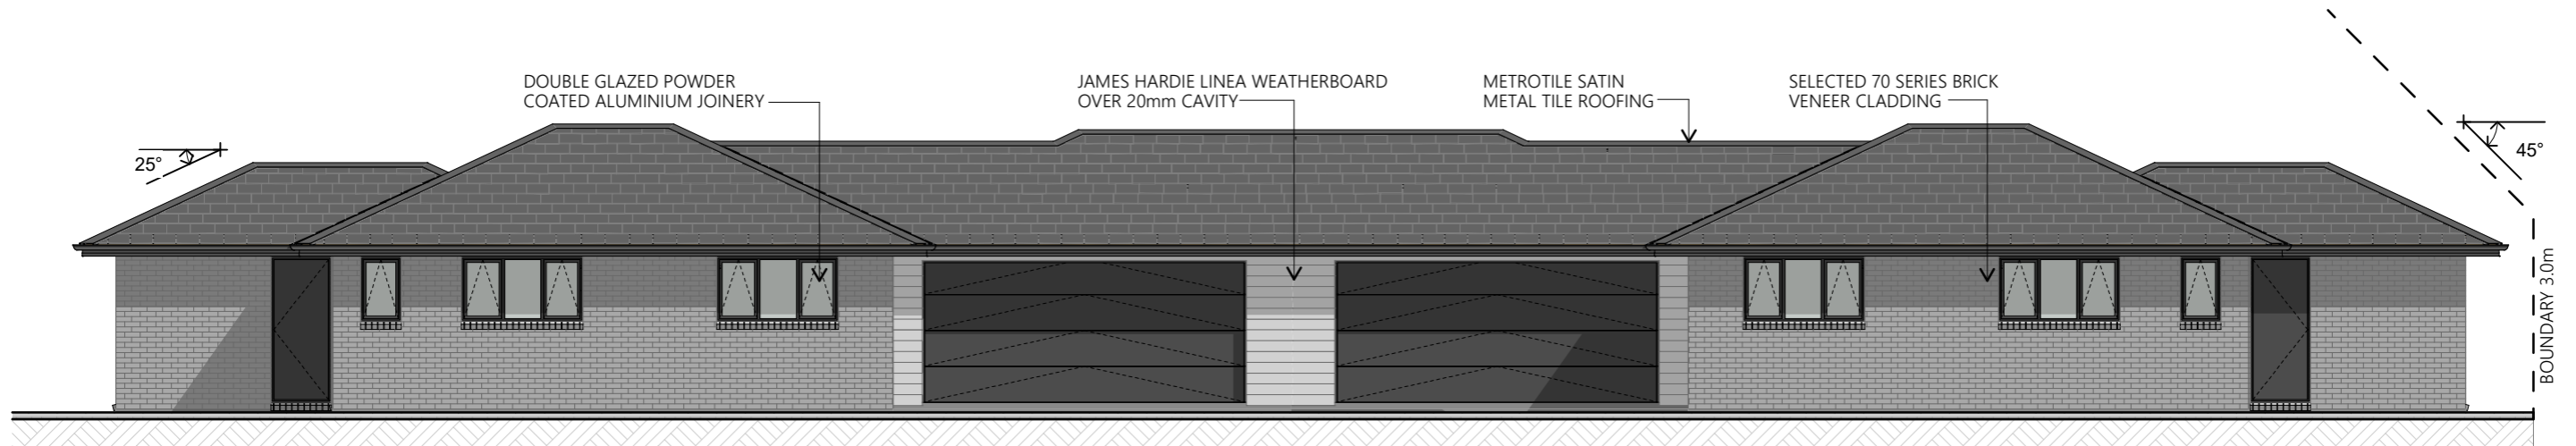 DOUBLE GLAZED POWDER
COATED ALUMINIUM JOINERY
JAMES HARDIE LINEA WEATHERBOARD
OVER 20mm CAVITY
METROTILE SATIN
METAL TILE ROOFING
SELECTED 70 SERIES BRICK
VENEER CLADDING
25°
45°
BOUNDARY 3.0m